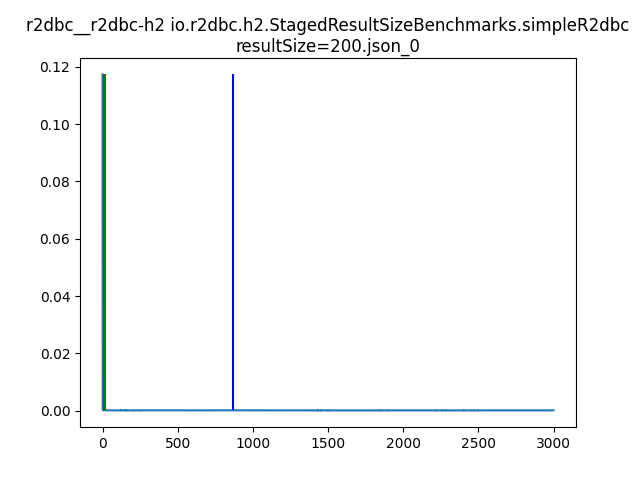 r2dbc__r2dbc-h2 io.r2dbc.h2.StagedResultSizeBenchmarks.simpleR2dbc
resultSize=200.json_0
0.12
0.10
0.08
0.06
0.04
0.02
0.00
0 500 1000 1500 2000 2500 3000